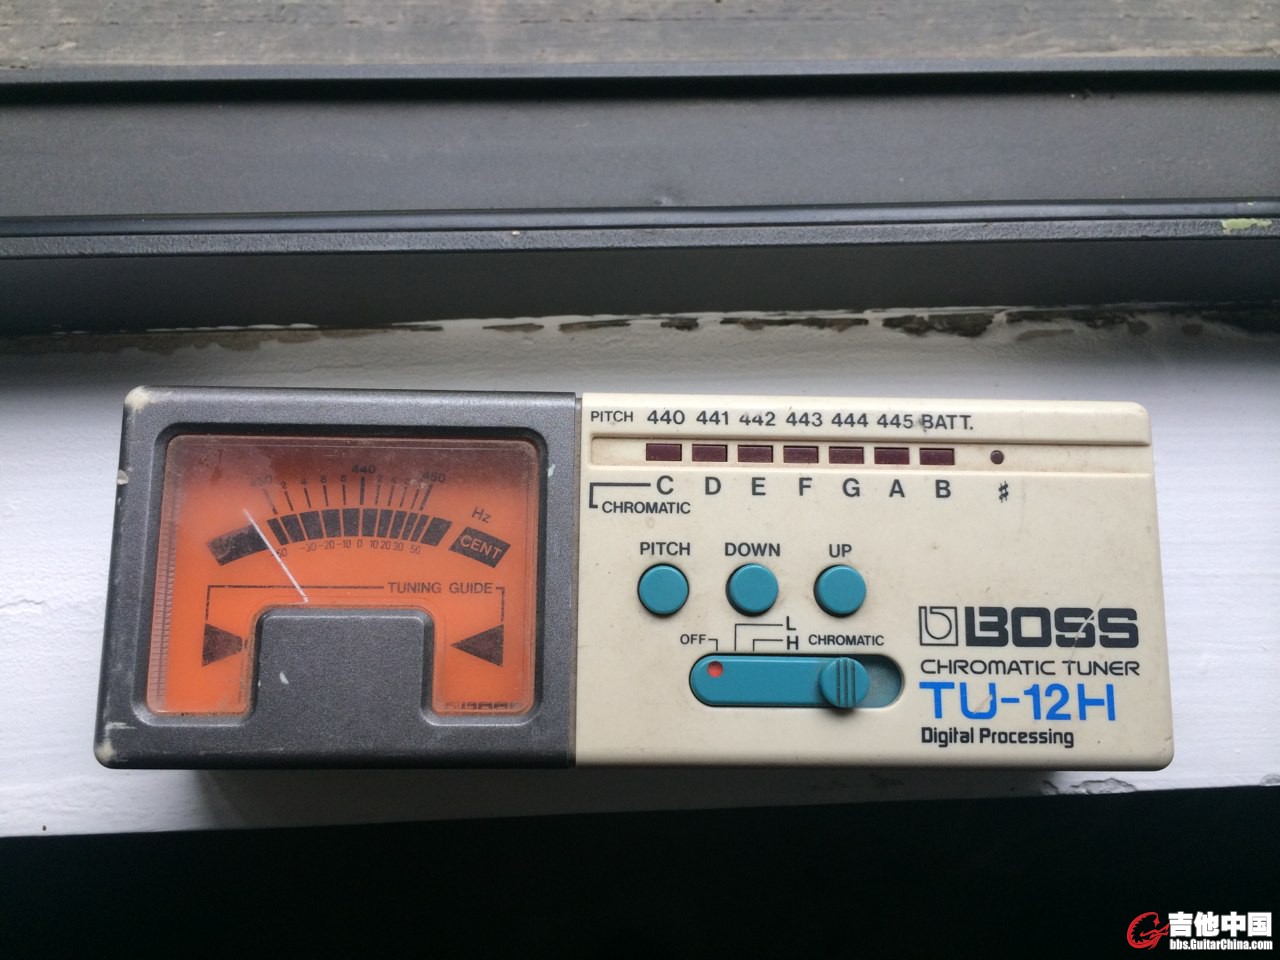 PITCH 440 441 442 443 444 445 BATT.
C D E F G A B ♯
CHROMATIC
440
450
Hz
CENT
-30 -20 -10 0 10 20 30 50
TUNING GUIDE
PITCH DOWN UP
L
OFF H CHROMATIC
BOSS
CHROMATIC TUNER
TU-12H
Digital Processing
吉他中国
bbs.GuitarChina.com